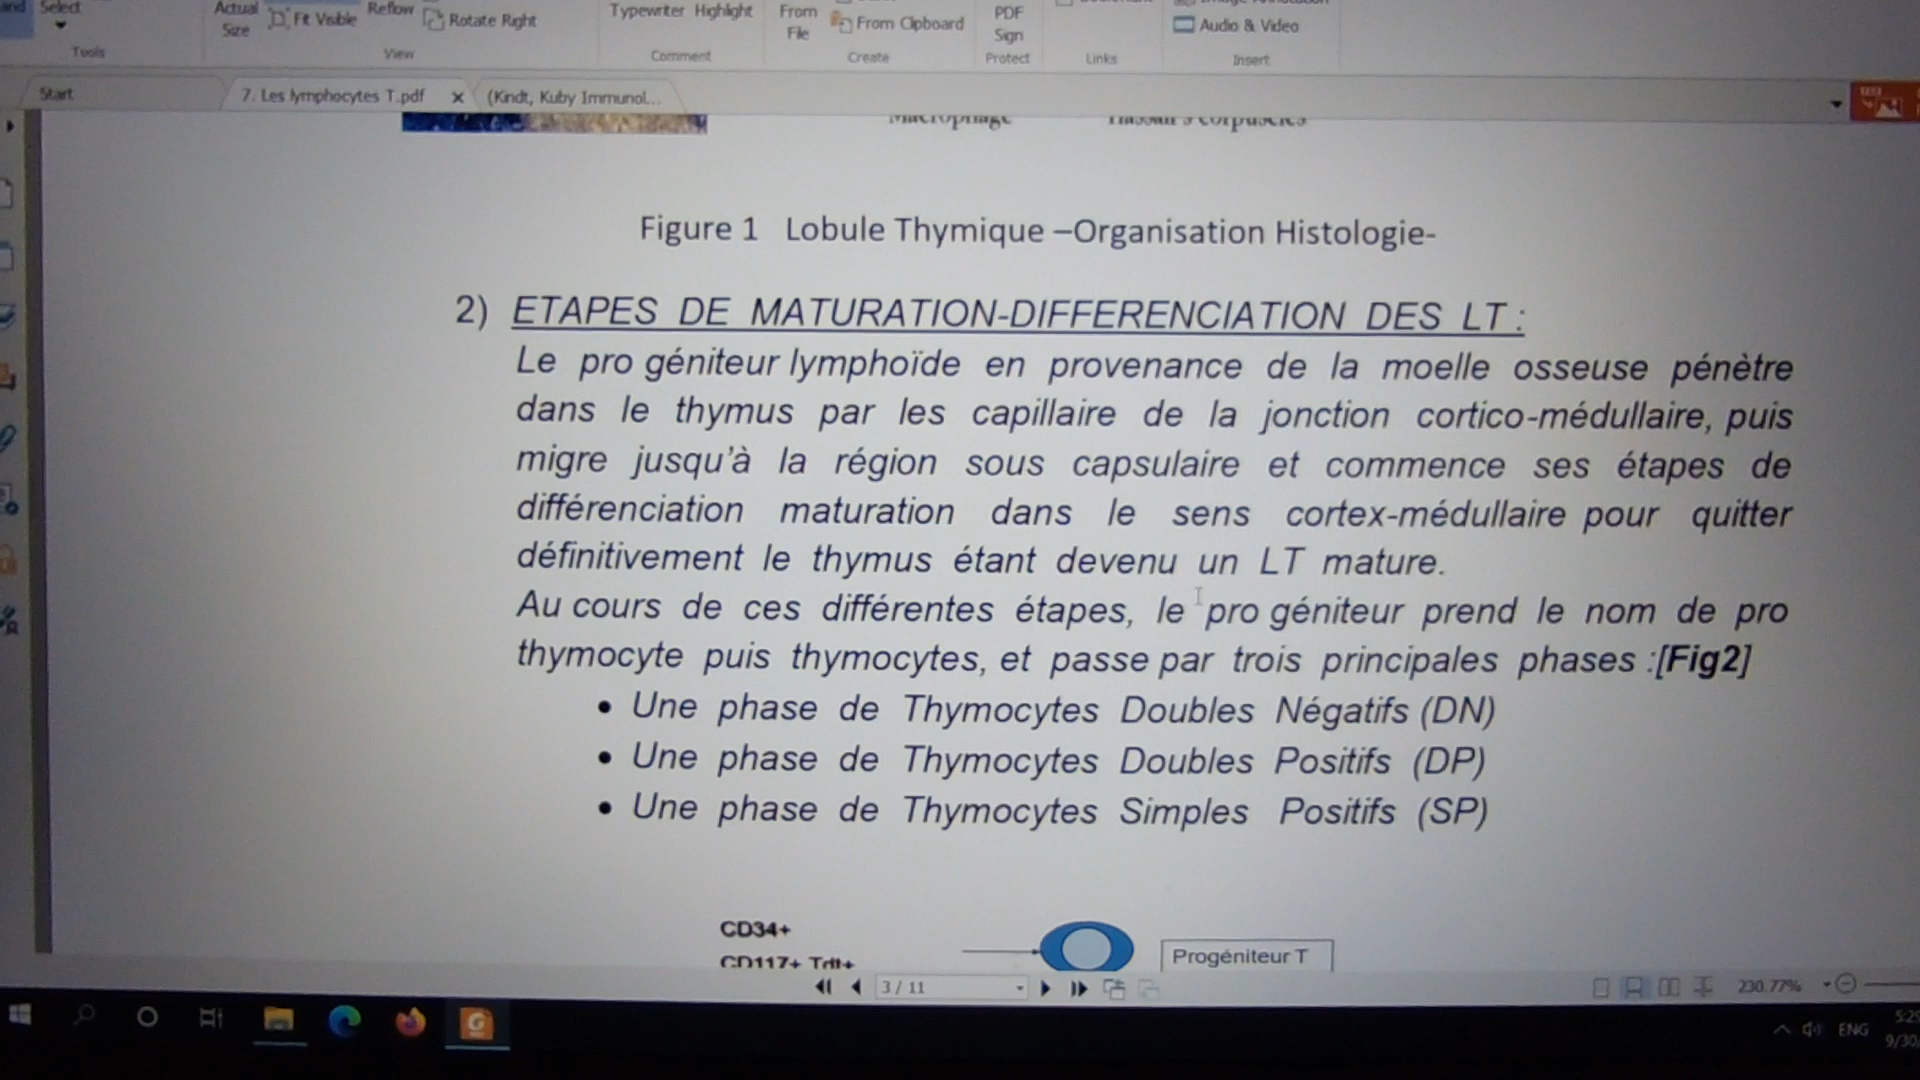 Select
Actual
Size
Fit Visible
Reflow
Rotate Right
Typewriter Highlight
From
File
From Clipboard
PDF
Sign
Audio & Video
Tools
View
Comment
Create
Protect
Links
Insert
Start
7. Les lymphocytes T.pdf
(Kindt, Kuby Immunol...
Macrophage Hassall's corpuscles
Figure 1 Lobule Thymique –Organisation Histologie-
2) ETAPES DE MATURATION-DIFFERENCIATION DES LT :
Le pro géniteur lymphoïde en provenance de la moelle osseuse pénètre
dans le thymus par les capillaire de la jonction cortico-médullaire, puis
migre jusqu'à la région sous capsulaire et commence ses étapes de
différenciation maturation dans le sens cortex-médullaire pour quitter
définitivement le thymus étant devenu un LT mature.
Au cours de ces différentes étapes, le pro géniteur prend le nom de pro
thymocyte puis thymocytes, et passe par trois principales phases :[Fig2]
• Une phase de Thymocytes Doubles Négatifs (DN)
• Une phase de Thymocytes Doubles Positifs (DP)
• Une phase de Thymocytes Simples Positifs (SP)
CD34+
CD117+ Tdt+
Progéniteur T
3 / 11
230.77%
ENG